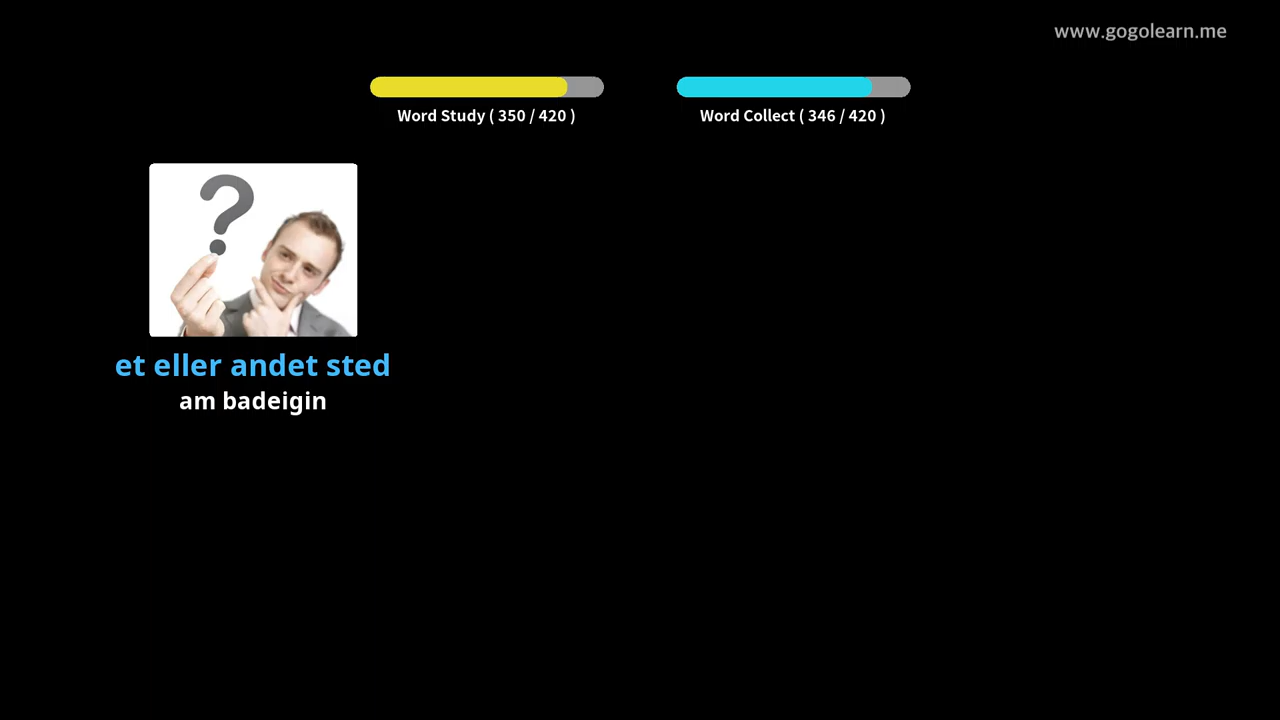 www.gogolearn.me
Word Study ( 350 / 420 )
Word Collect ( 346 / 420 )
?
et eller andet sted
am badeigin